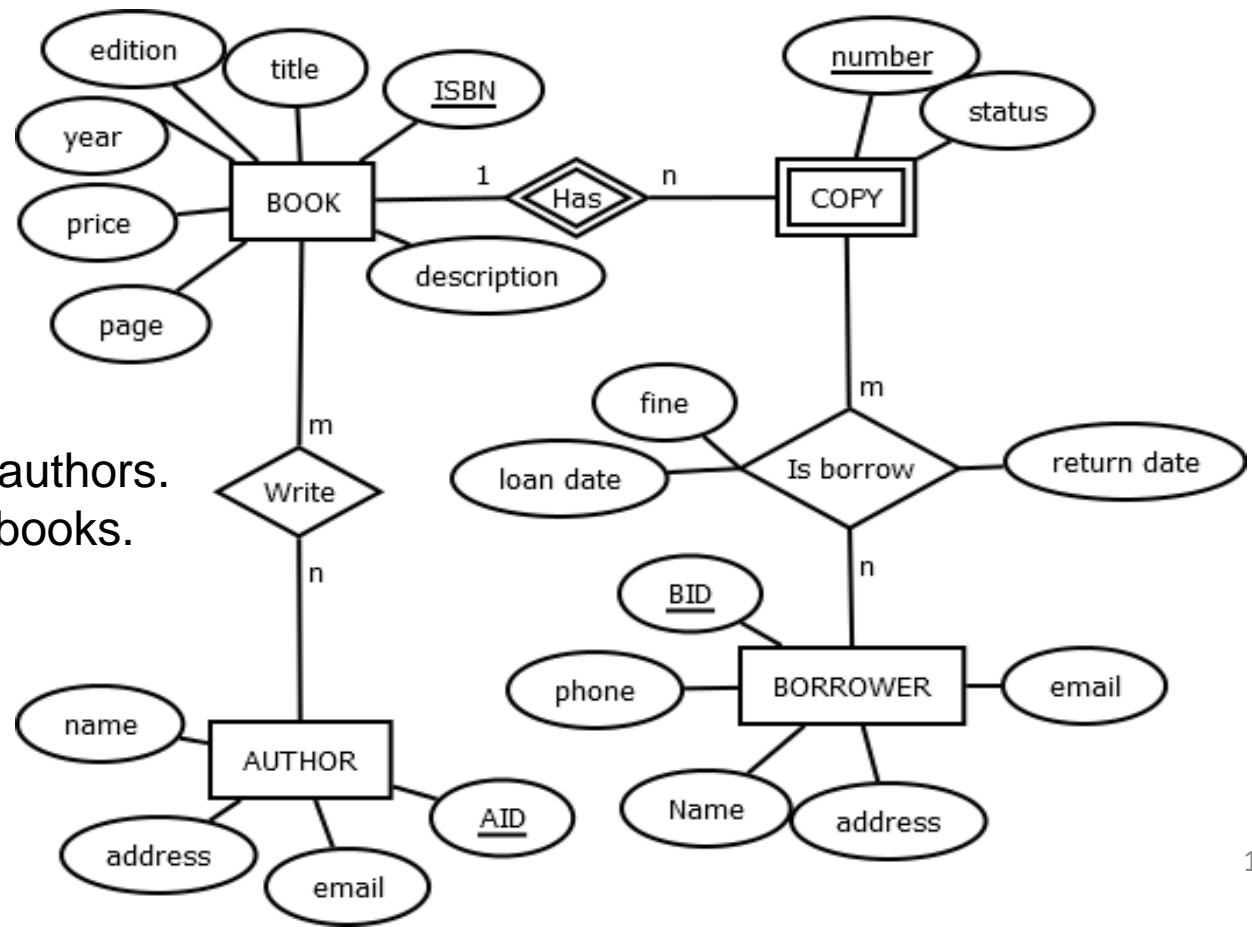 edition
title
ISBN
number
status
year
price
page
BOOK
1
Has
n
COPY
description
m
m
fine
loan date
Is borrow
return date
authors.
books.
Write
n
n
BID
phone
BORROWER
email
name
AUTHOR
AID
address
email
Name
address
1